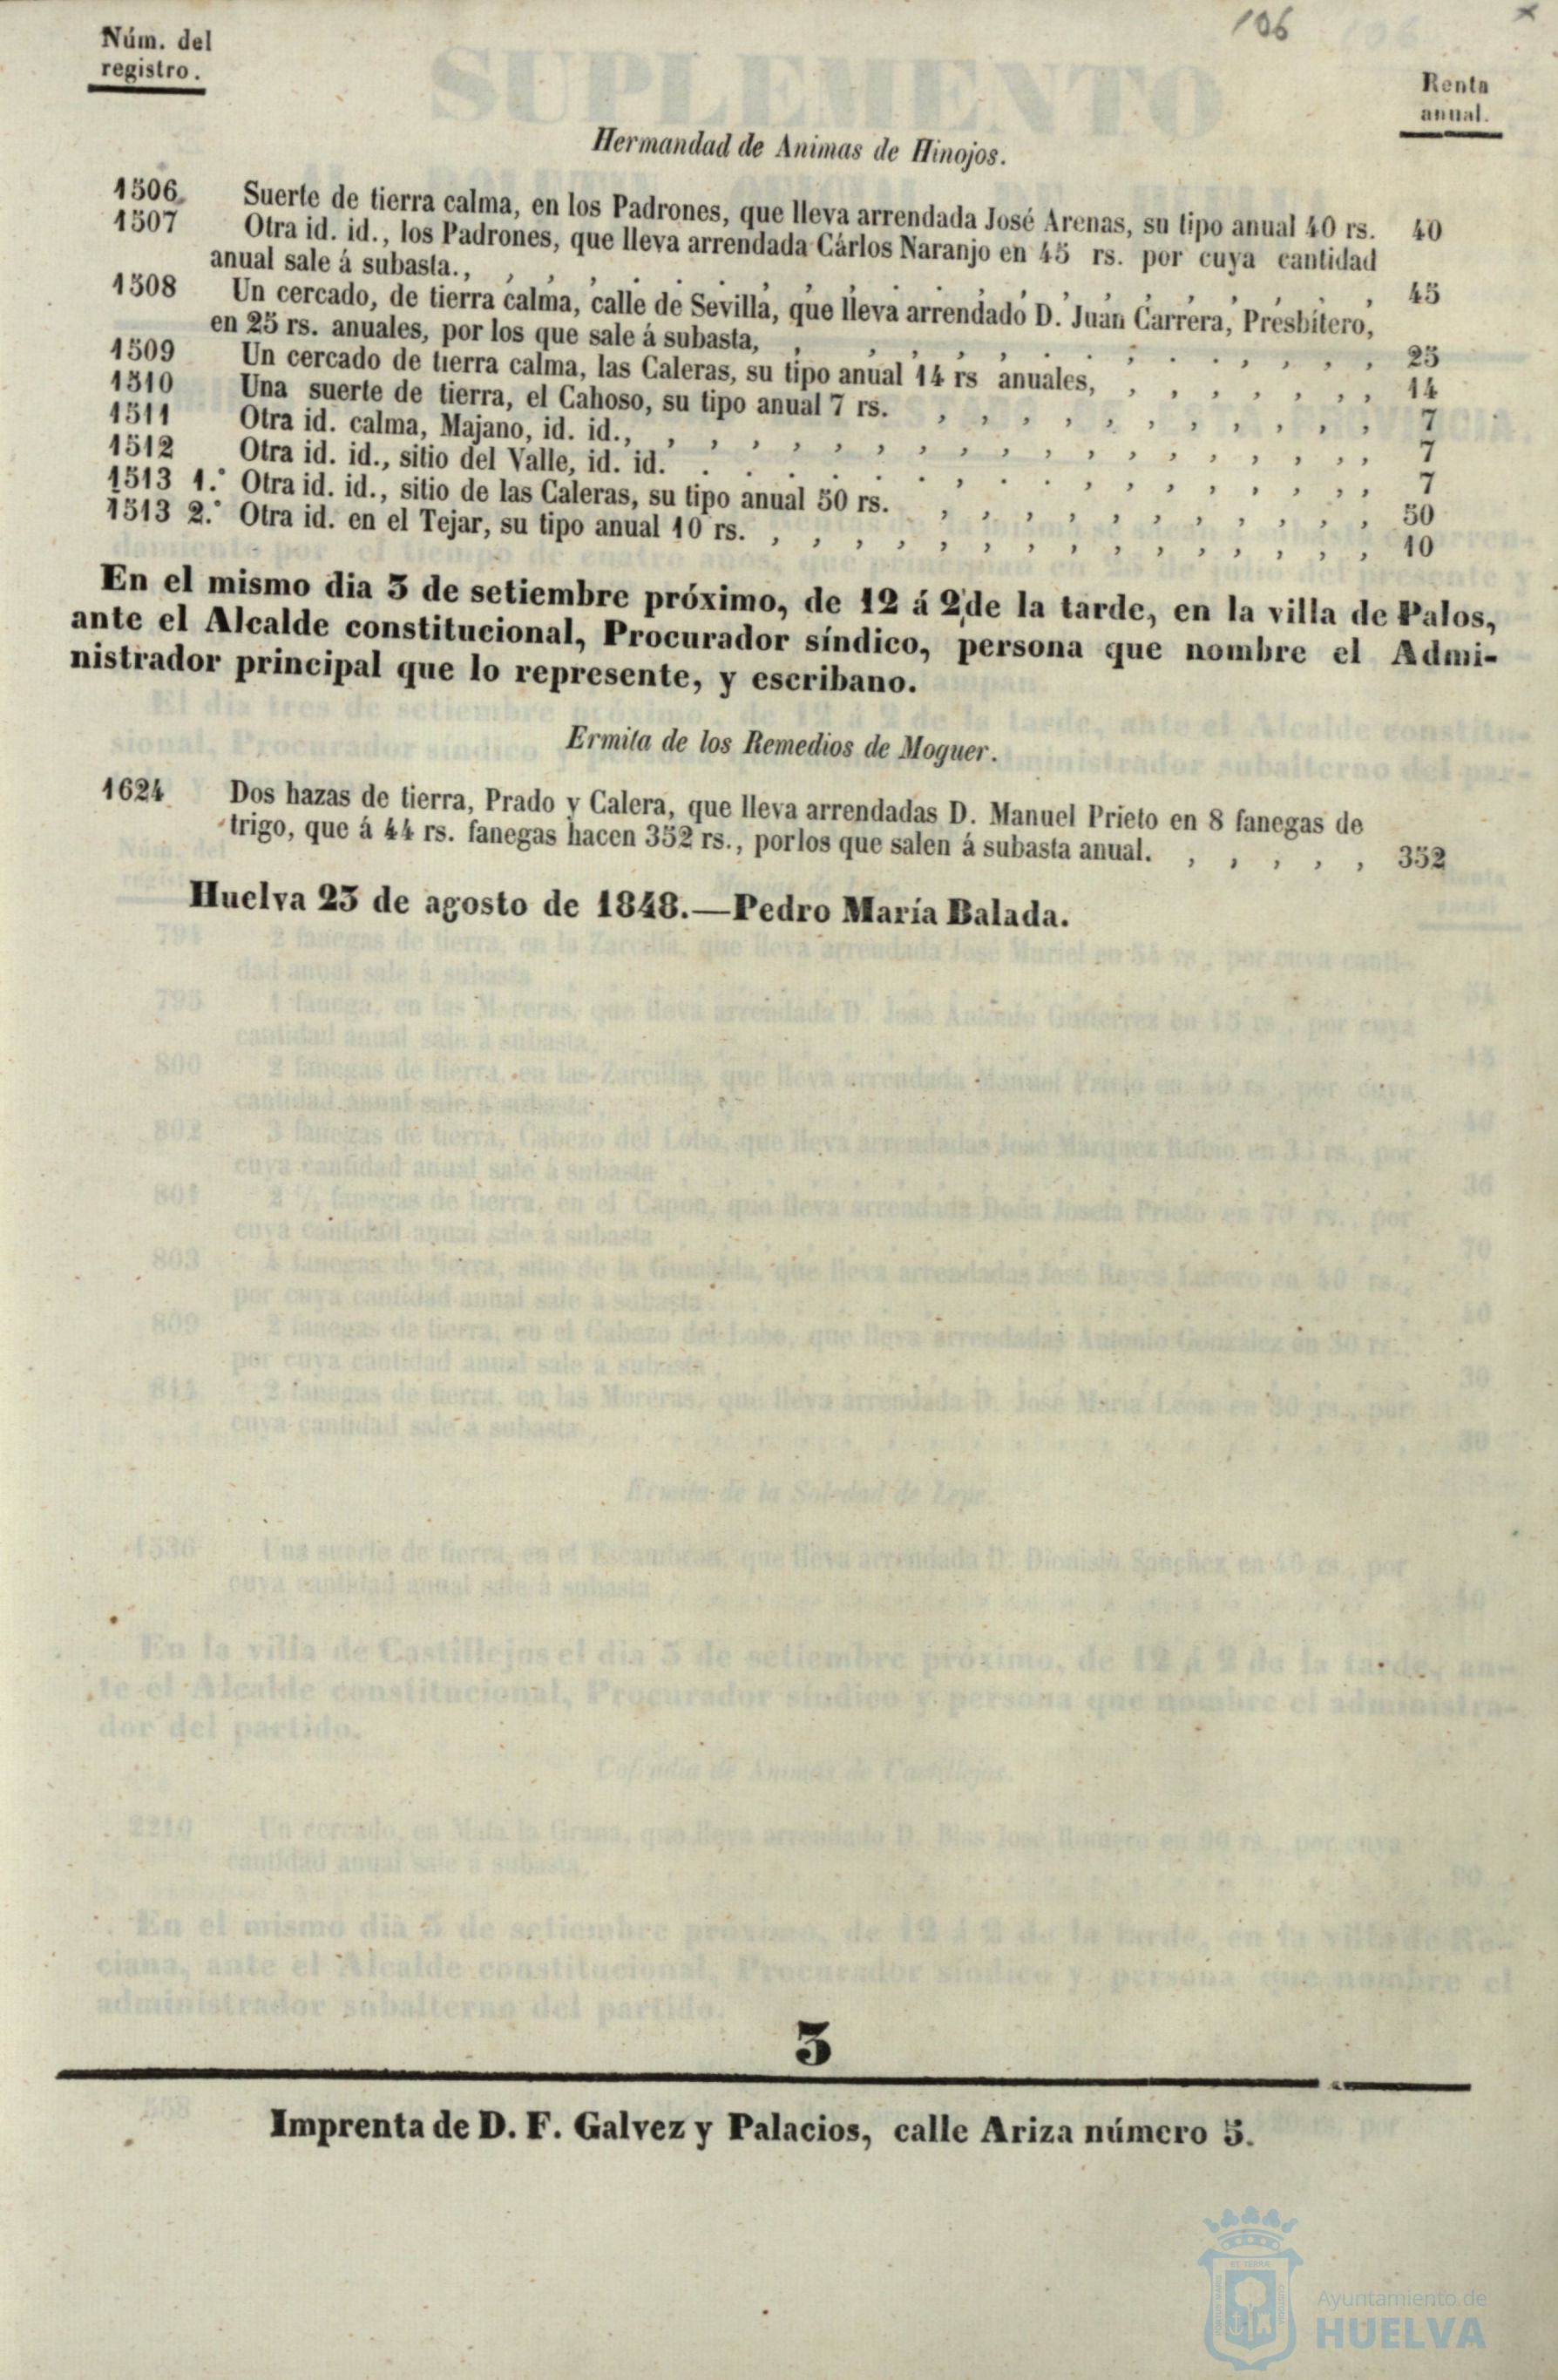 106
Núm. del
registro.
Renta
anual.
Hermandad de Animas de Hinojos.
1506 Suerte de tierra calma, en los Padrones, que lleva arrendada José Arenas, su tipo anual 40 rs. 40
1507 Otra id. id., los Padrones, que lleva arrendada Cárlos Naranjo en 45 rs. por cuya cantidad
anual sale á subasta., , , , , , , , , , , , , , , , , , , , , , 45
1508 Un cercado, de tierra calma, calle de Sevilla, que lleva arrendado D. Juan Carrera, Presbítero,
en 25 rs. anuales, por los que sale á subasta, , , , , , , , , , , , , , , 25
1509 Un cercado de tierra calma, las Caleras, su tipo anual 14 rs anuales, , , , , , , , 14
1510 Una suerte de tierra, el Cahoso, su tipo anual 7 rs. , , , , , , , , , , , 7
1511 Otra id. calma, Majano, id. id., , , , , , , , , , , , , , , , , , 7
1512 Otra id. id., sitio del Valle, id. id. . . . . . . , . . . , , , , , , , 7
1513 1.° Otra id. id., sitio de las Caleras, su tipo anual 50 rs. , , , , , , , , , , , 50
1513 2.° Otra id. en el Tejar, su tipo anual 10 rs. , , , , , , , , , , , , , , , 10
En el mismo dia 3 de setiembre próximo, de 12 á 2 de la tarde, en la villa de Palos,
ante el Alcalde constitucional, Procurador síndico, persona que nombre el Admi-
nistrador principal que lo represente, y escribano.
Ermita de los Remedios de Moguer.
1624 Dos hazas de tierra, Prado y Calera, que lleva arrendadas D. Manuel Prieto en 8 fanegas de
trigo, que á 44 rs. fanegas hacen 352 rs., porlos que salen á subasta anual. , , , , , 352
Huelva 23 de agosto de 1848.—Pedro María Balada.
3
Imprenta de D. F. Galvez y Palacios, calle Ariza número 5.
Ayuntamiento de
HUELVA